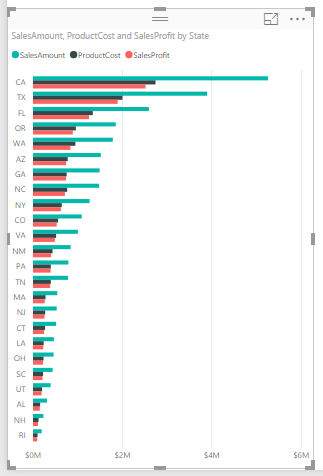 SalesAmount, ProductCost and SalesProfit by State
SalesAmount ProductCost SalesProfit
CA
TX
FL
OR
WA
AZ
GA
NC
NY
CO
VA
NM
PA
TN
MA
NJ
CT
LA
OH
SC
UT
AL
NH
RI
$0M $2M $4M $6M